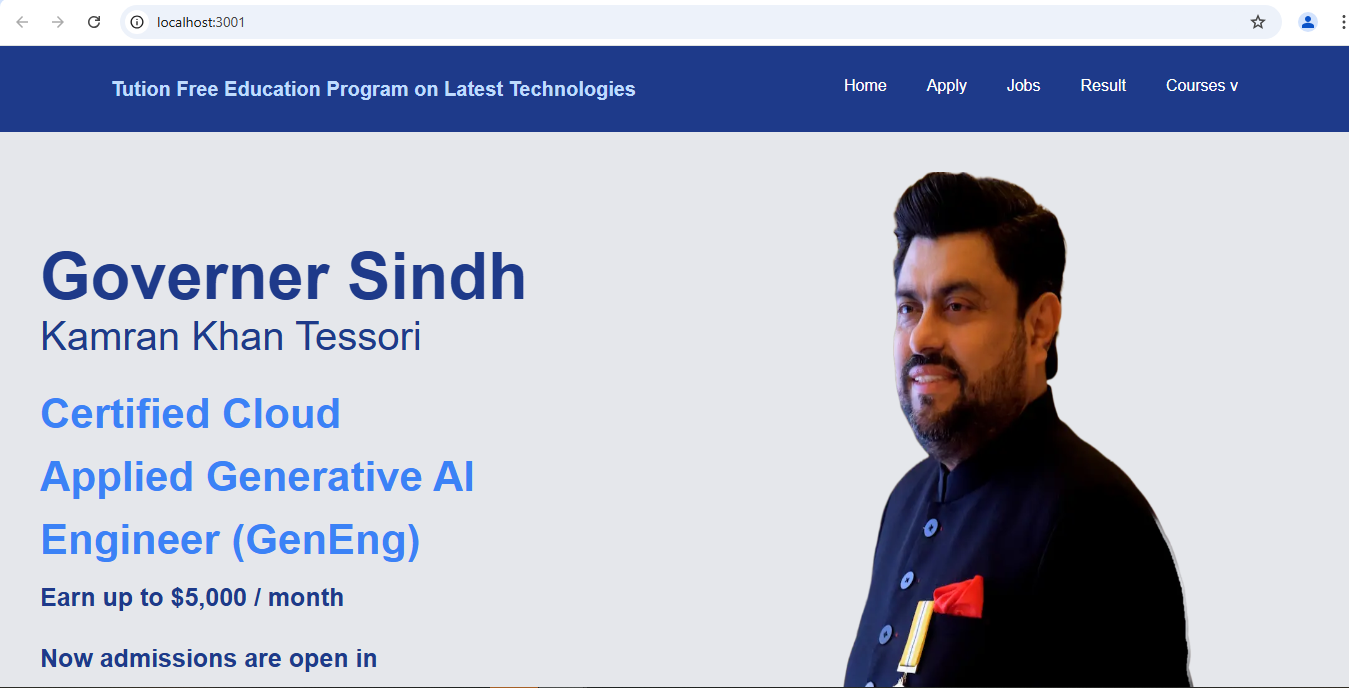 localhost:3001
Tution Free Education Program on Latest Technologies
Home Apply Jobs Result Courses v
Governer Sindh
Kamran Khan Tessori
Certified Cloud
Applied Generative AI
Engineer (GenEng)
Earn up to $5,000 / month
Now admissions are open in